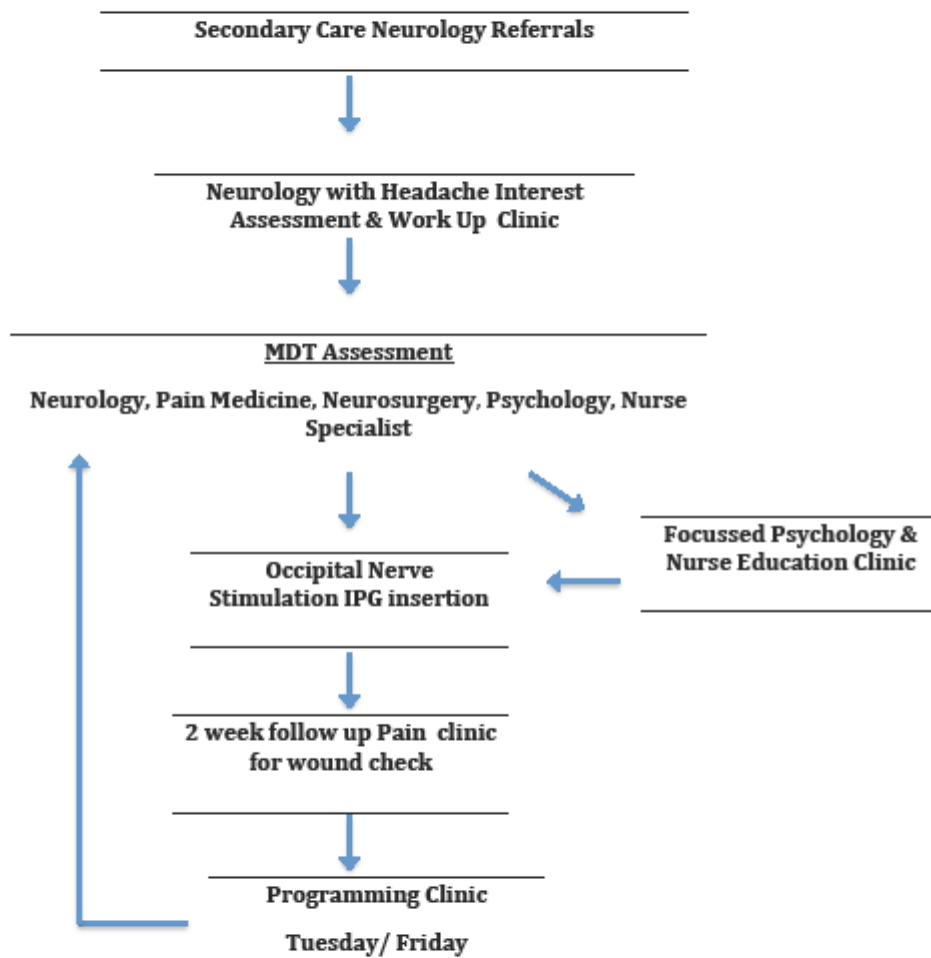 Secondary Care Neurology Referrals
Neurology with Headache Interest
Assessment & Work Up Clinic
MDT Assessment
Neurology, Pain Medicine, Neurosurgery, Psychology, Nurse
Specialist
Focussed Psychology &
Nurse Education Clinic
Occipital Nerve
Stimulation IPG insertion
2 week follow up Pain clinic
for wound check
Programming Clinic
Tuesday/ Friday